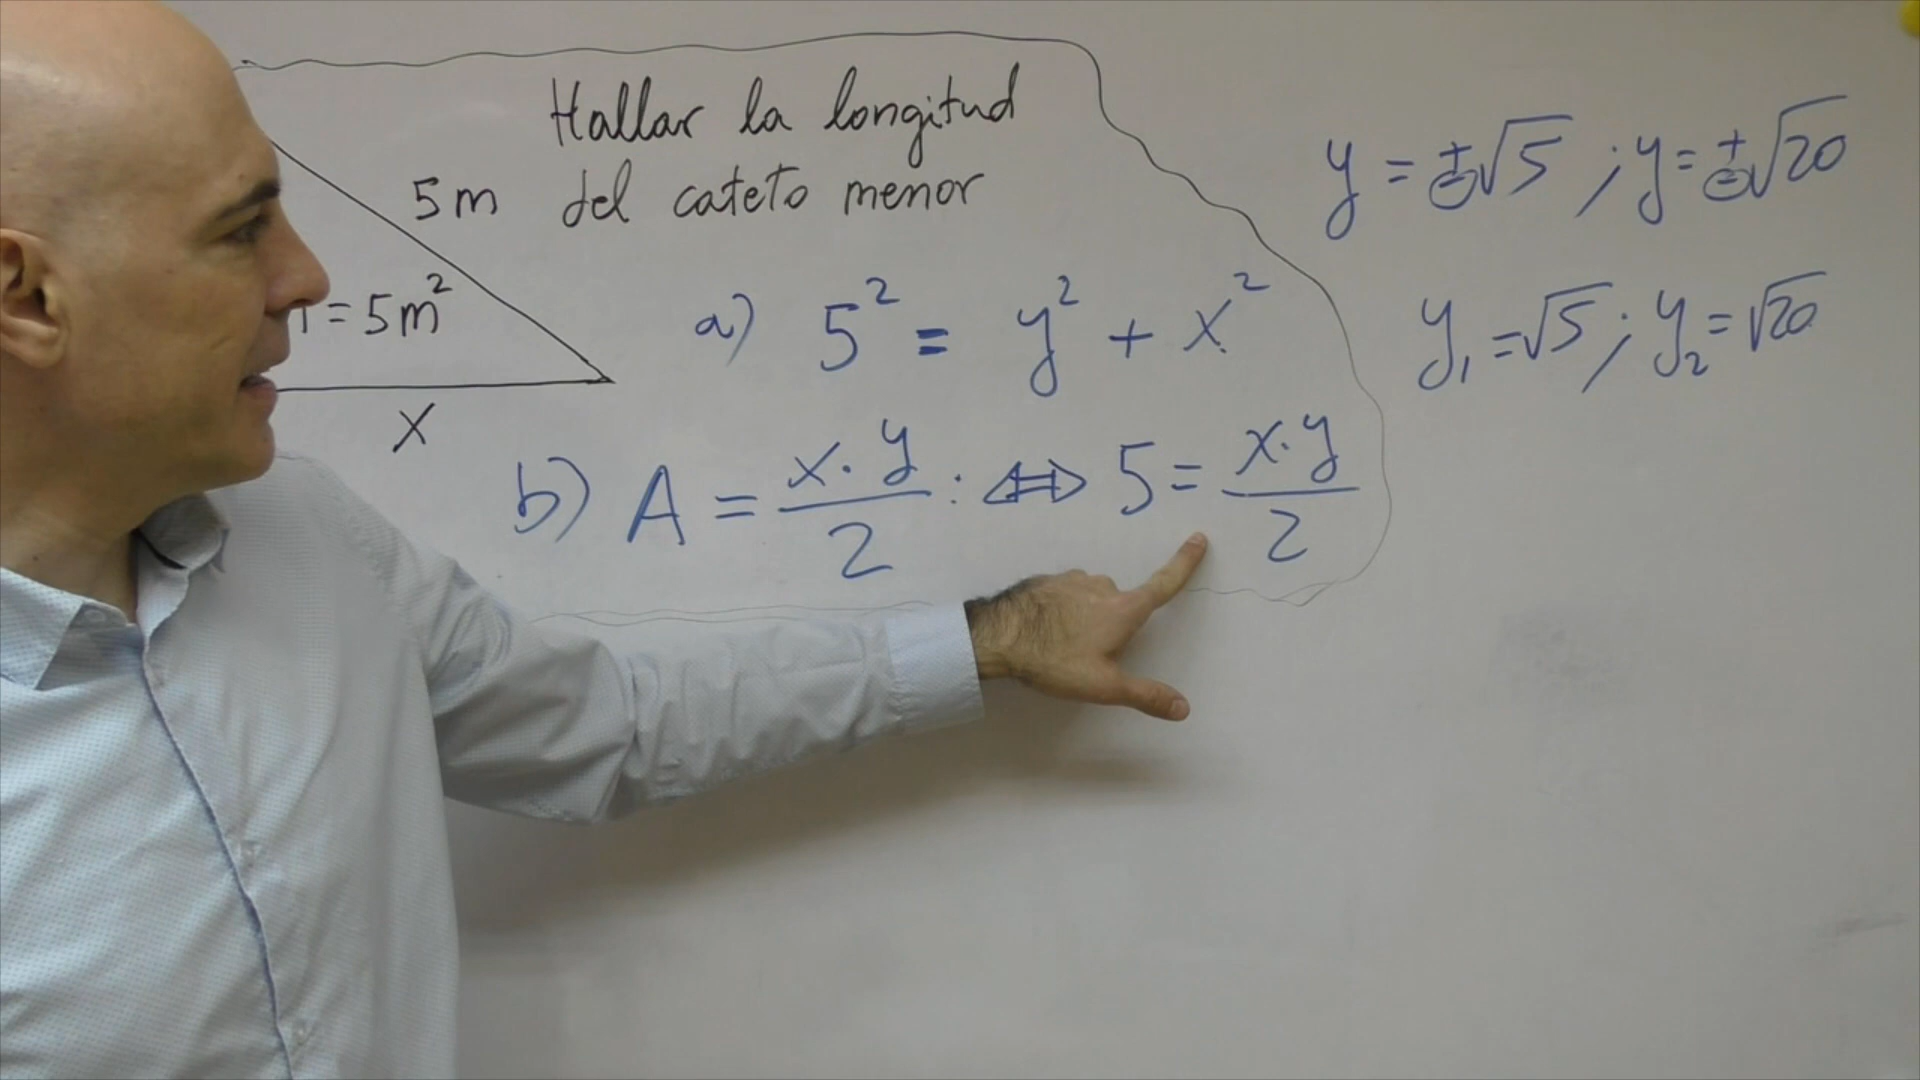 Hallar la longitud
del cateto menor
5m
= 5m²
x
a) 5² = y² + x²
b) A = x·y/2 : ⇔ 5 = x·y/2
y = ±√5 ; y = ±√20
y₁ = √5 ; y₂ = √20